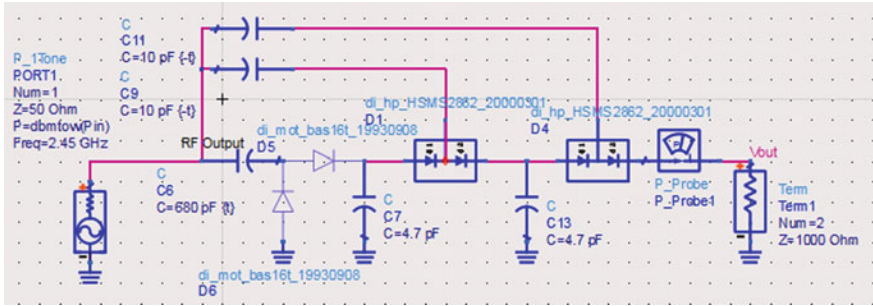 C
C11
C=10 pF {-t}
C
C9
C=10 pF {-t}
P_1Tone
PORT1
Num=1
Z=50 Ohm
P=dbmtow(Pin)
Freq=2.45 GHz
RF Output
di_mot_bas16t_19930908
D5
di_hp_HSMS2862_20000301
D1
di_hp_HSMS2862_20000301
D4
C
C6
C=680 pF {t}
C
C7
C=4.7 pF
C
C13
C=4.7 pF
P_Probe
P_Probe1
Vout
Term
Term1
Num=2
Z=1000 Ohm
di_mot_bas16t_19930908
D6